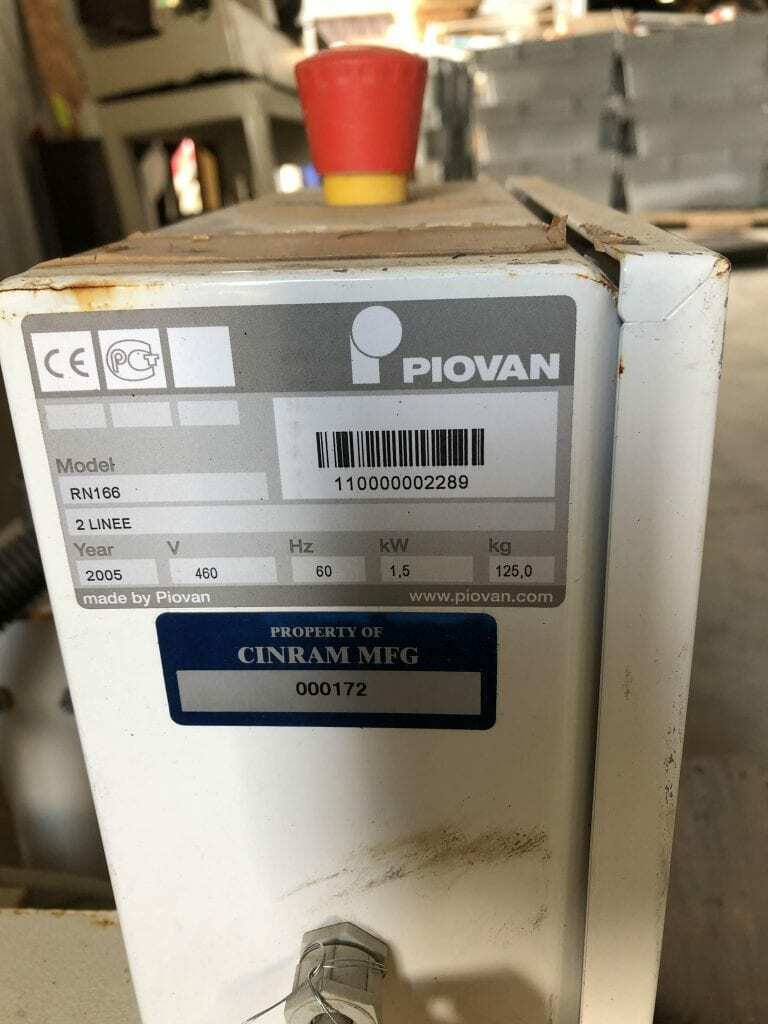 CE PCT
PIOVAN
110000002289
Model
RN166
2 LINEE
Year V Hz kW kg
2005 460 60 1,5 125,0
made by Piovan www.piovan.com
PROPERTY OF
CINRAM MFG
000172